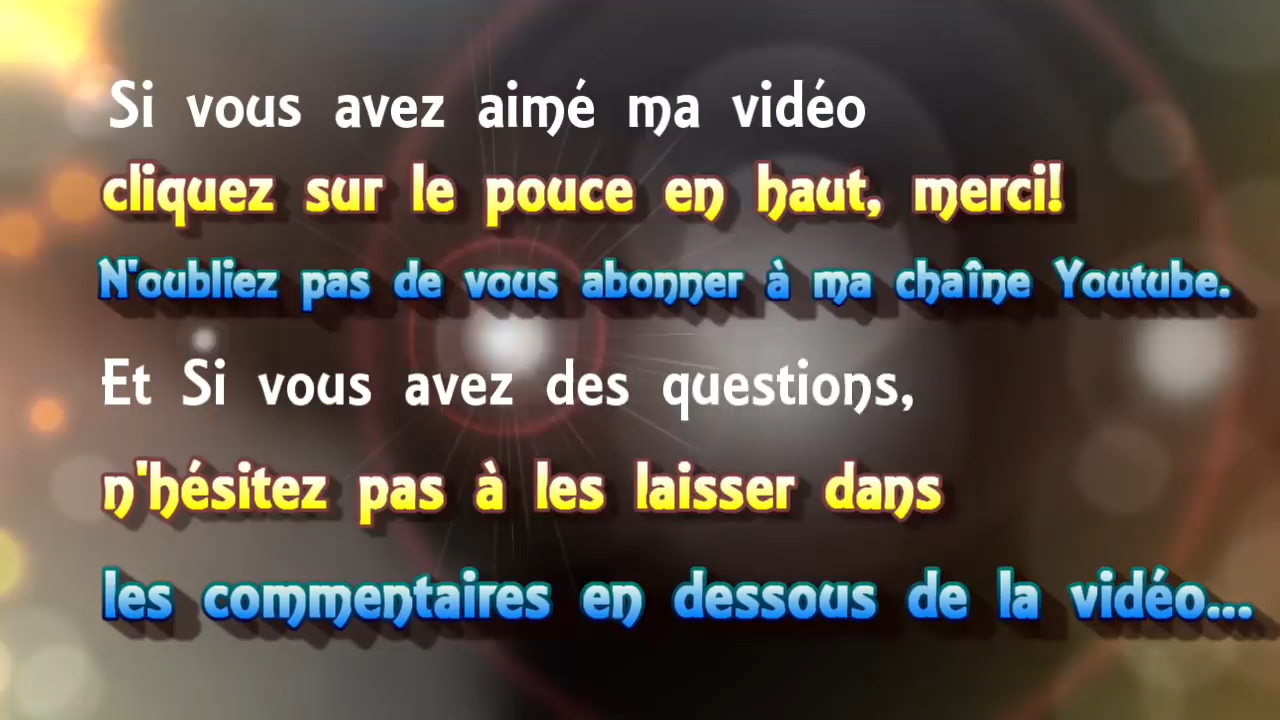 Si vous avez aimé ma vidéo
cliquez sur le pouce en haut, merci!
N'oubliez pas de vous abonner à ma chaîne Youtube.
Et Si vous avez des questions,
n'hésitez pas à les laisser dans
les commentaires en dessous de la vidéo...